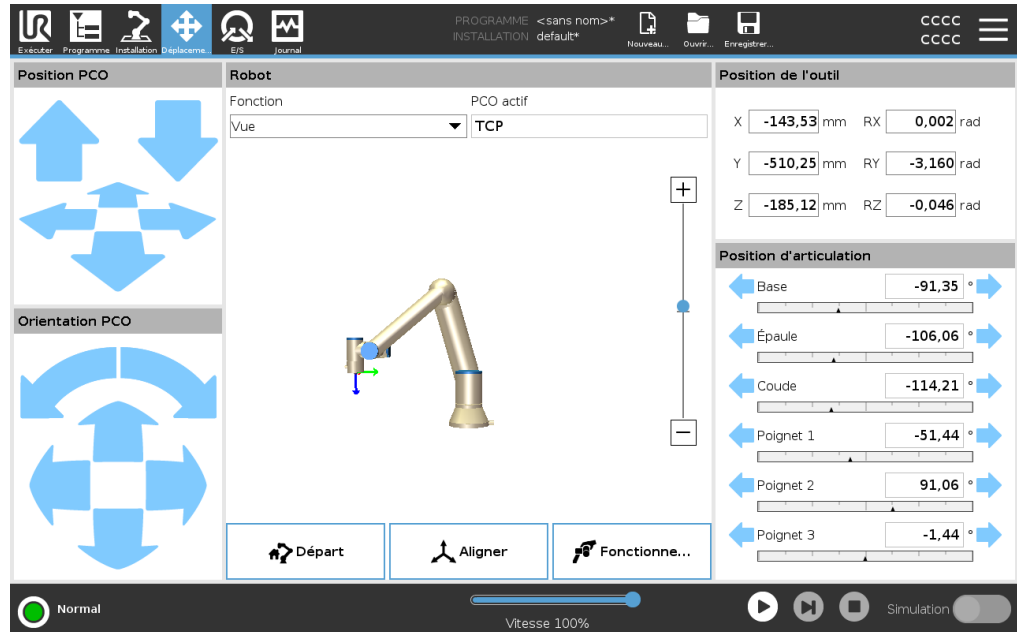 UR
Exécuter
Programme
Installation
Déplaceme...
E/S
Journal
PROGRAMME <sans nom>*
INSTALLATION default*
Nouveau...
Ouvrir...
Enregistrer...
CCCC
CCCC
Position PCO
Orientation PCO
Robot
Fonction
PCO actif
Vue
TCP
+
−
Départ
Aligner
Fonctionne...
Position de l'outil
X -143,53 mm RX 0,002 rad
Y -510,25 mm RY -3,160 rad
Z -185,12 mm RZ -0,046 rad
Position d'articulation
Base -91,35 °
Épaule -106,06 °
Coude -114,21 °
Poignet 1 -51,44 °
Poignet 2 91,06 °
Poignet 3 -1,44 °
Normal
Vitesse 100%
Simulation